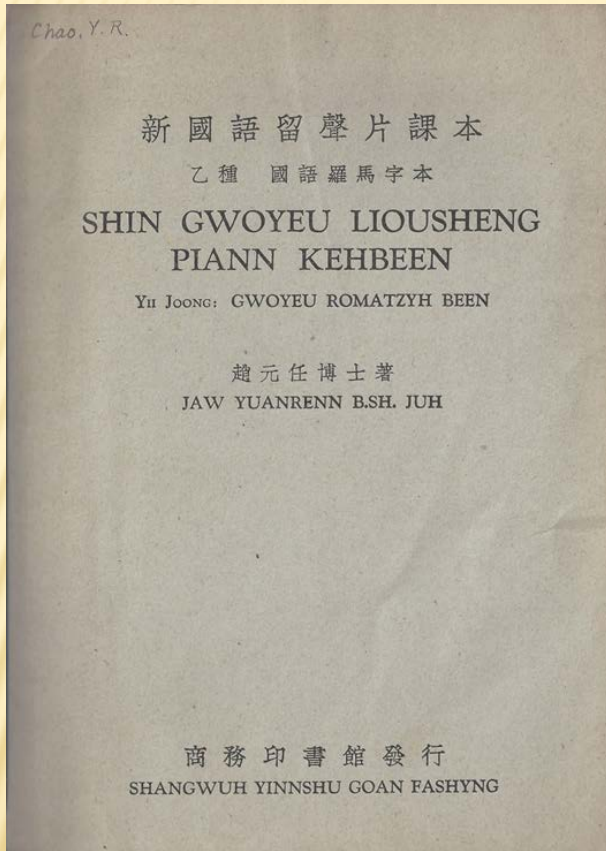 Chao, Y. R.
新國語留聲片課本
乙種 國語羅馬字本
SHIN GWOYEU LIOUSHENG
PIANN KEHBEEN
YII JOONG: GWOYEU ROMATZYH BEEN
趙元任博士著
JAW YUANRENN B.SH. JUH
商務印書館發行
SHANGWUH YINNSHU GOAN FASHYNG